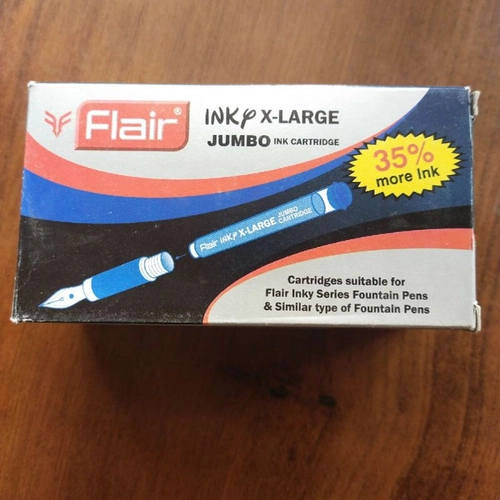 Flair®
INKY X-LARGE
JUMBO INK CARTRIDGE
35%
more Ink
Flair INKY X-LARGE JUMBO
CARTRIDGE
Cartridges suitable for
Flair Inky Series Fountain Pens
& Similar type of Fountain Pens